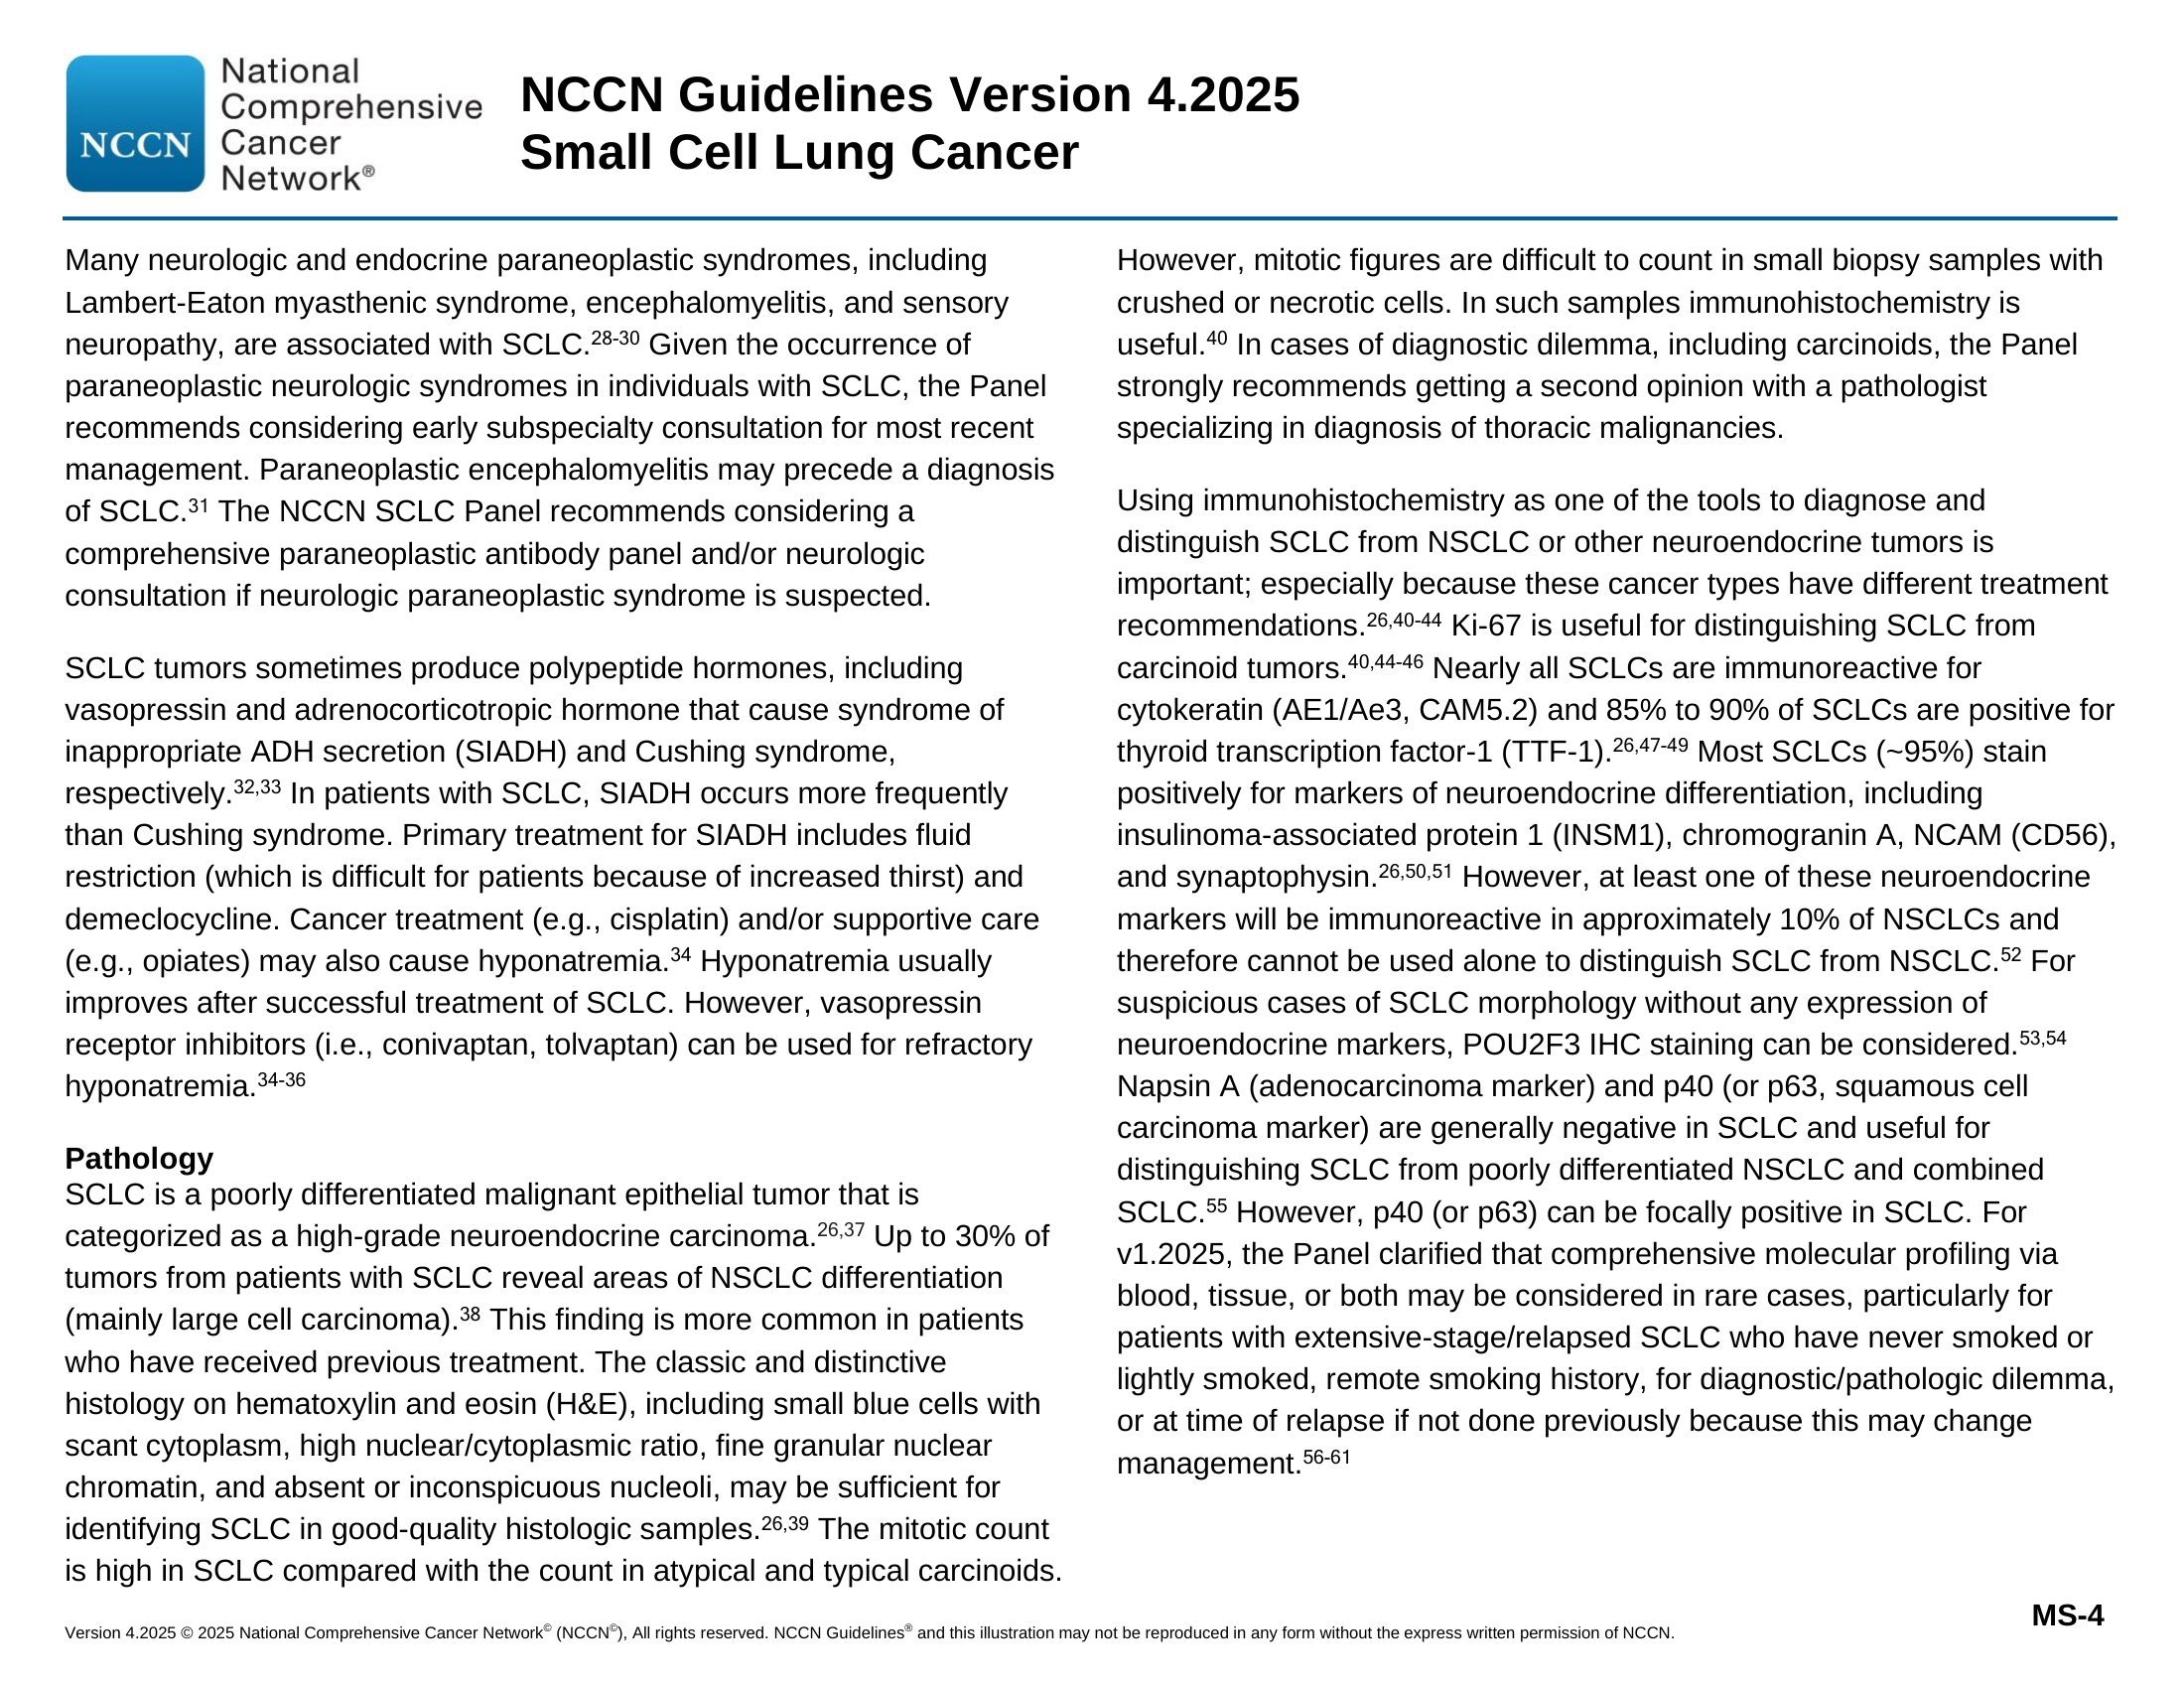 NCCN
National
Comprehensive
Cancer
Network®
NCCN Guidelines Version 4.2025
Small Cell Lung Cancer
Many neurologic and endocrine paraneoplastic syndromes, including
Lambert-Eaton myasthenic syndrome, encephalomyelitis, and sensory
neuropathy, are associated with SCLC.28-30 Given the occurrence of
paraneoplastic neurologic syndromes in individuals with SCLC, the Panel
recommends considering early subspecialty consultation for most recent
management. Paraneoplastic encephalomyelitis may precede a diagnosis
of SCLC.31 The NCCN SCLC Panel recommends considering a
comprehensive paraneoplastic antibody panel and/or neurologic
consultation if neurologic paraneoplastic syndrome is suspected.
SCLC tumors sometimes produce polypeptide hormones, including
vasopressin and adrenocorticotropic hormone that cause syndrome of
inappropriate ADH secretion (SIADH) and Cushing syndrome,
respectively.32,33 In patients with SCLC, SIADH occurs more frequently
than Cushing syndrome. Primary treatment for SIADH includes fluid
restriction (which is difficult for patients because of increased thirst) and
demeclocycline. Cancer treatment (e.g., cisplatin) and/or supportive care
(e.g., opiates) may also cause hyponatremia.34 Hyponatremia usually
improves after successful treatment of SCLC. However, vasopressin
receptor inhibitors (i.e., conivaptan, tolvaptan) can be used for refractory
hyponatremia.34-36
Pathology
SCLC is a poorly differentiated malignant epithelial tumor that is
categorized as a high-grade neuroendocrine carcinoma.26,37 Up to 30% of
tumors from patients with SCLC reveal areas of NSCLC differentiation
(mainly large cell carcinoma).38 This finding is more common in patients
who have received previous treatment. The classic and distinctive
histology on hematoxylin and eosin (H&E), including small blue cells with
scant cytoplasm, high nuclear/cytoplasmic ratio, fine granular nuclear
chromatin, and absent or inconspicuous nucleoli, may be sufficient for
identifying SCLC in good-quality histologic samples.26,39 The mitotic count
is high in SCLC compared with the count in atypical and typical carcinoids.
However, mitotic figures are difficult to count in small biopsy samples with
crushed or necrotic cells. In such samples immunohistochemistry is
useful.40 In cases of diagnostic dilemma, including carcinoids, the Panel
strongly recommends getting a second opinion with a pathologist
specializing in diagnosis of thoracic malignancies.
Using immunohistochemistry as one of the tools to diagnose and
distinguish SCLC from NSCLC or other neuroendocrine tumors is
important; especially because these cancer types have different treatment
recommendations.26,40-44 Ki-67 is useful for distinguishing SCLC from
carcinoid tumors.40,44-46 Nearly all SCLCs are immunoreactive for
cytokeratin (AE1/Ae3, CAM5.2) and 85% to 90% of SCLCs are positive for
thyroid transcription factor-1 (TTF-1).26,47-49 Most SCLCs (~95%) stain
positively for markers of neuroendocrine differentiation, including
insulinoma-associated protein 1 (INSM1), chromogranin A, NCAM (CD56),
and synaptophysin.26,50,51 However, at least one of these neuroendocrine
markers will be immunoreactive in approximately 10% of NSCLCs and
therefore cannot be used alone to distinguish SCLC from NSCLC.52 For
suspicious cases of SCLC morphology without any expression of
neuroendocrine markers, POU2F3 IHC staining can be considered.53,54
Napsin A (adenocarcinoma marker) and p40 (or p63, squamous cell
carcinoma marker) are generally negative in SCLC and useful for
distinguishing SCLC from poorly differentiated NSCLC and combined
SCLC.55 However, p40 (or p63) can be focally positive in SCLC. For
v1.2025, the Panel clarified that comprehensive molecular profiling via
blood, tissue, or both may be considered in rare cases, particularly for
patients with extensive-stage/relapsed SCLC who have never smoked or
lightly smoked, remote smoking history, for diagnostic/pathologic dilemma,
or at time of relapse if not done previously because this may change
management.56-61
MS-4
Version 4.2025 © 2025 National Comprehensive Cancer Network© (NCCN©), All rights reserved. NCCN Guidelines® and this illustration may not be reproduced in any form without the express written permission of NCCN.